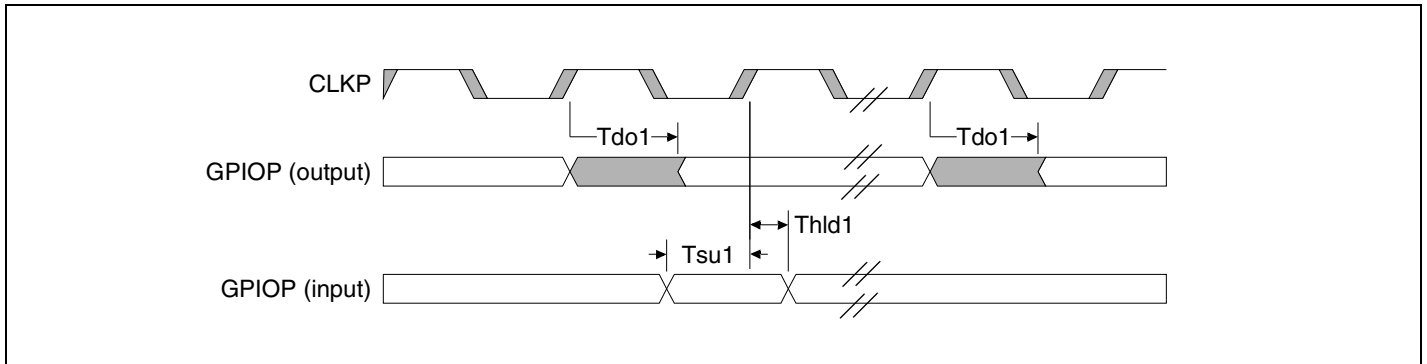 CLKP
Tdo1 Tdo1
GPIOP (output)
Thld1
Tsu1
GPIOP (input)